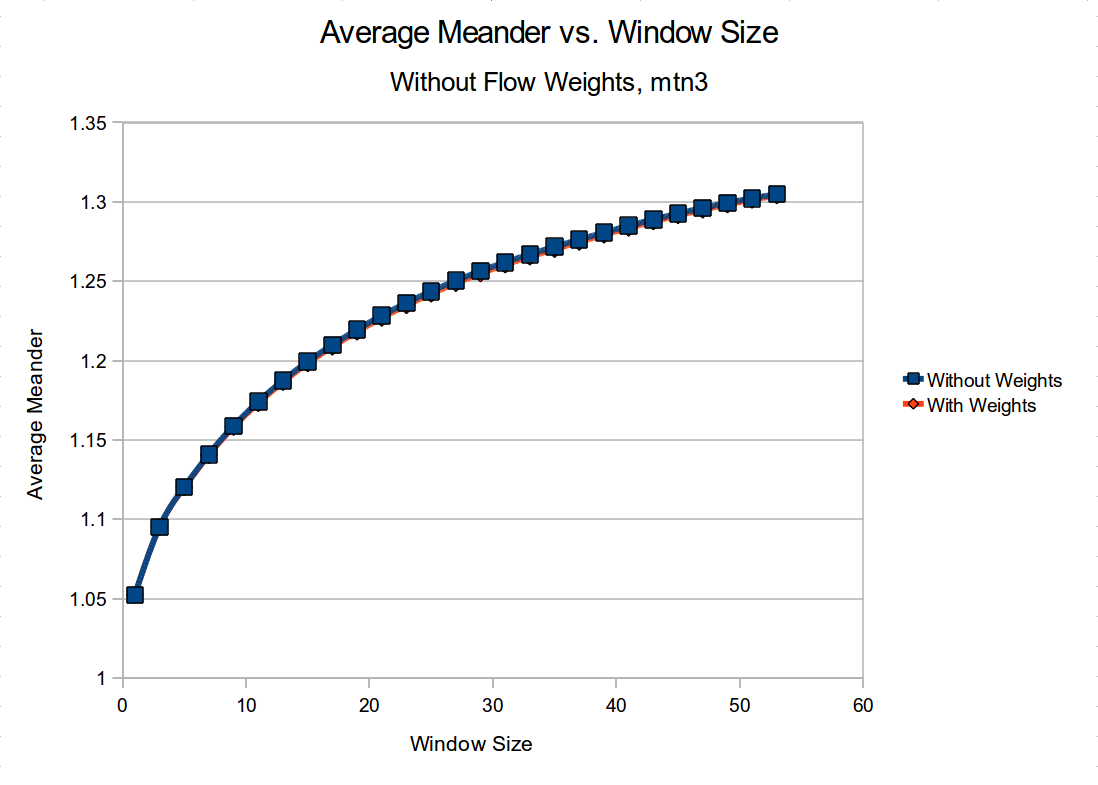 Average Meander vs. Window Size
Without Flow Weights, mtn3
1.35
1.3
1.25
1.2
1.15
1.1
1.05
1
Average Meander
0 10 20 30 40 50 60
Window Size
Without Weights
With Weights